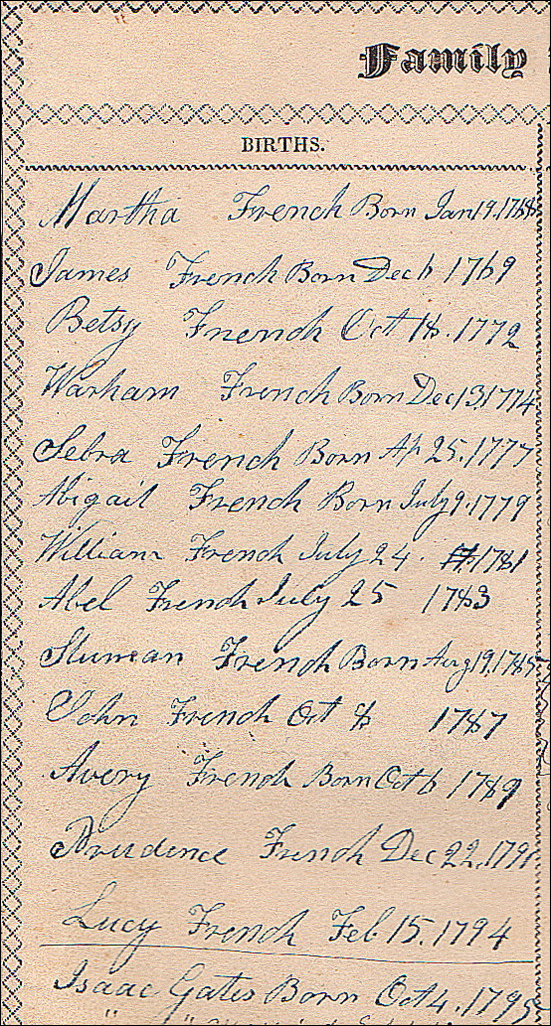 Family
BIRTHS.
Martha French Born Jan 19. 1768
James French Born Dec 6 1769
Betsy French Oct 18. 1772
Warham French Born Dec 13, 1774
Sebra French Born Ap 25. 1777
Abigail French Born July 9. 1779
William French July 24. 1781
Abel French July 25 1783
Sluman French Born Aug 19, 1785
John French Oct 8 1787
Avery French Born Oct 6 1789
Prudence French Dec 22, 1791
Lucy French Feb 15. 1794
Isaac Gates Born Oct 4. 1795